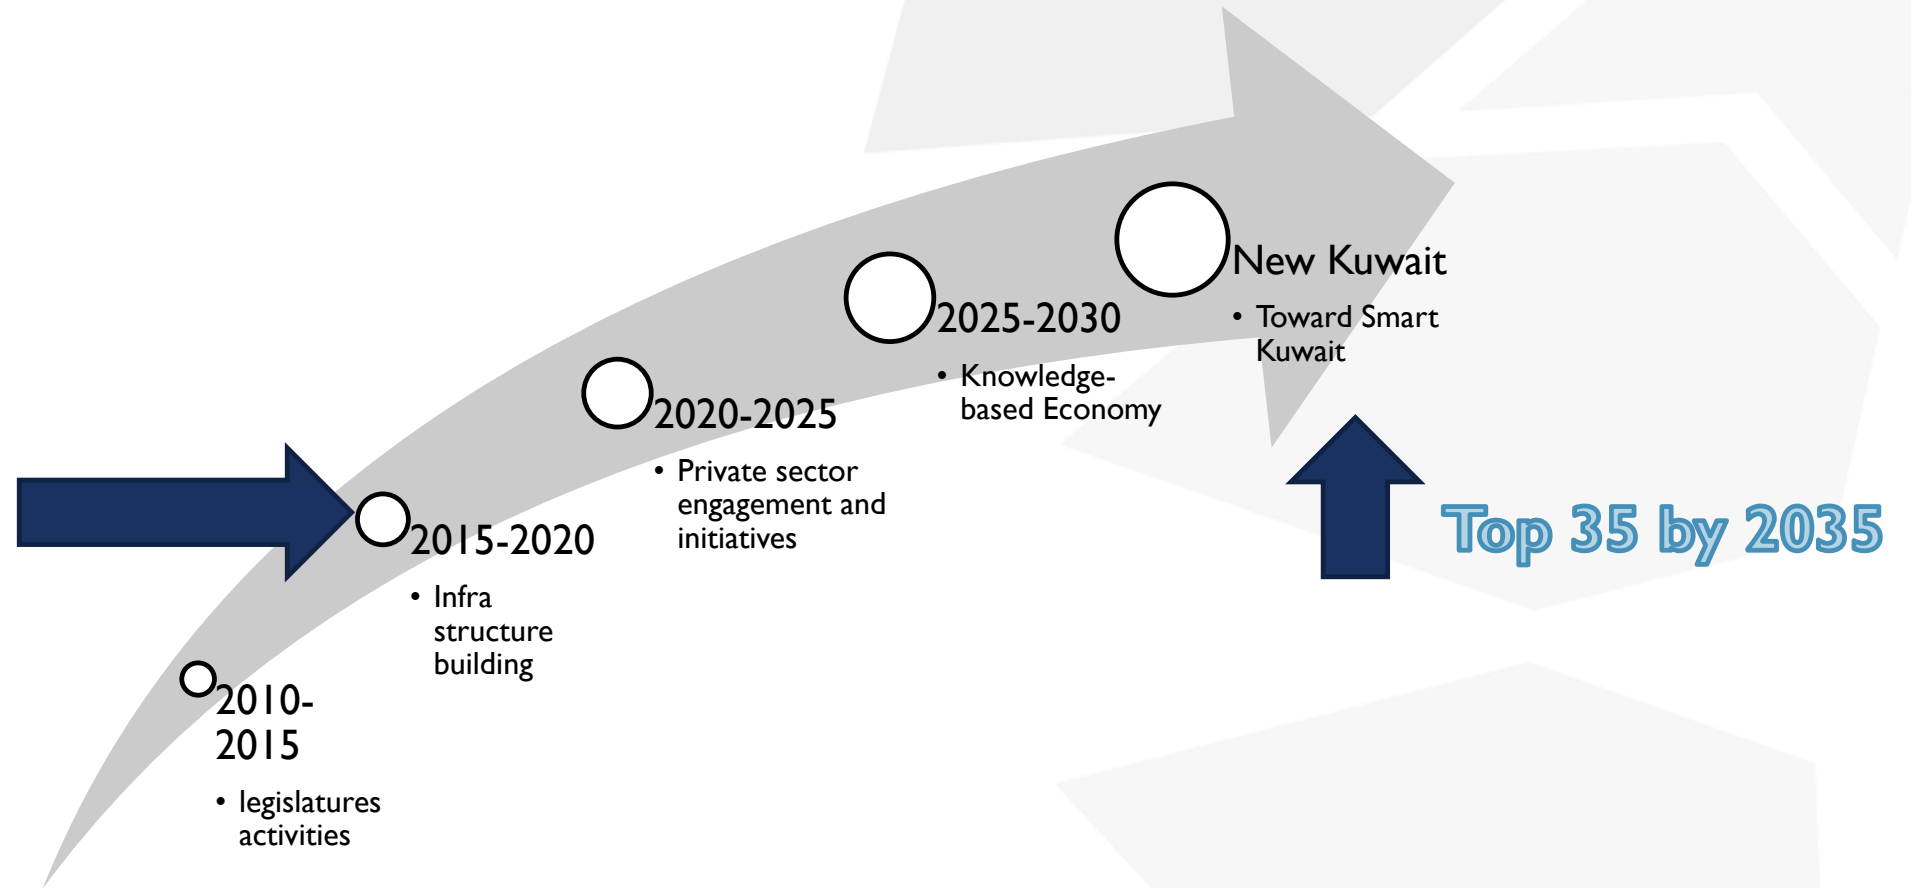 2010-
2015
• legislatures
activities
2015-2020
• Infra
structure
building
2020-2025
• Private sector
engagement and
initiatives
2025-2030
• Knowledge-
based Economy
New Kuwait
• Toward Smart
Kuwait
Top 35 by 2035